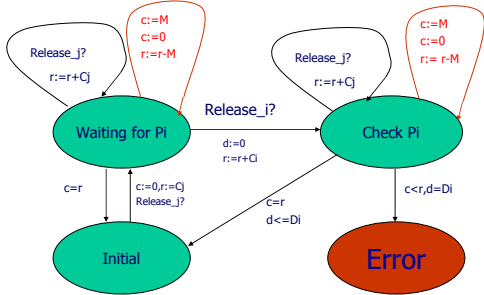 c:=M
c:=0
r:=r-M
Release_j?
r:=r+Cj
Waiting for Pi
Release_i?
d:=0
r:=r+Ci
c:=M
c:=0
r:= r-M
Release_j?
r:=r+Cj
Check Pi
c=r
c:=0,r:=Cj
Release_j?
c=r
d<=Di
c<r,d=Di
Initial
Error